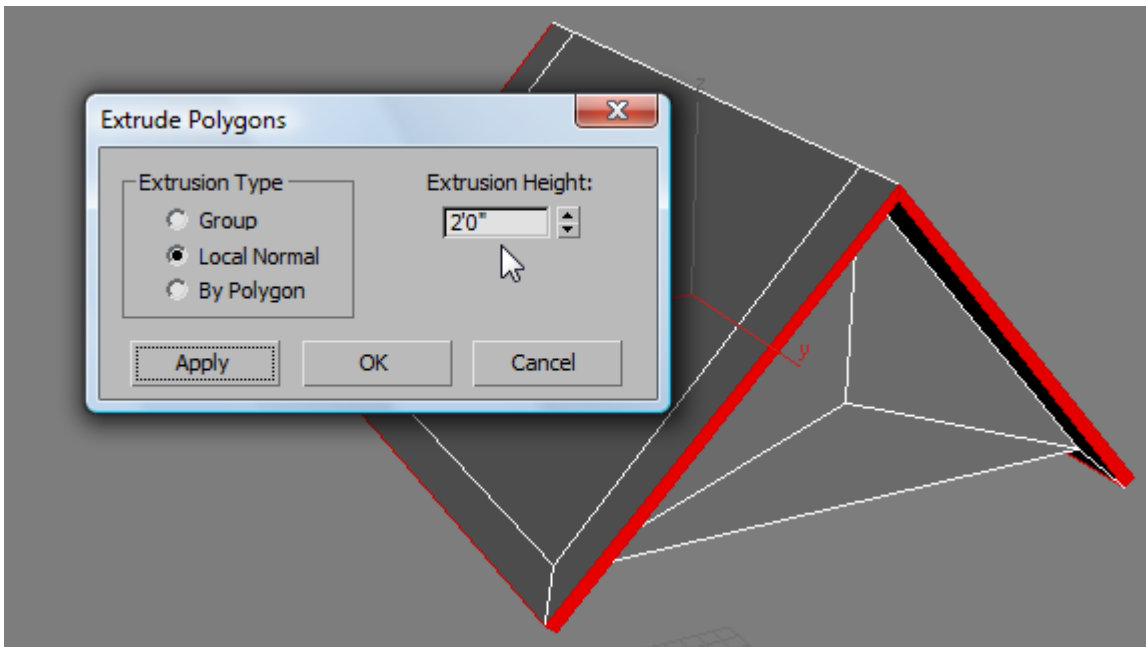 Extrude Polygons
Extrusion Type
Group
Local Normal
By Polygon
Extrusion Height:
2'0"
Apply
OK
Cancel
z
y